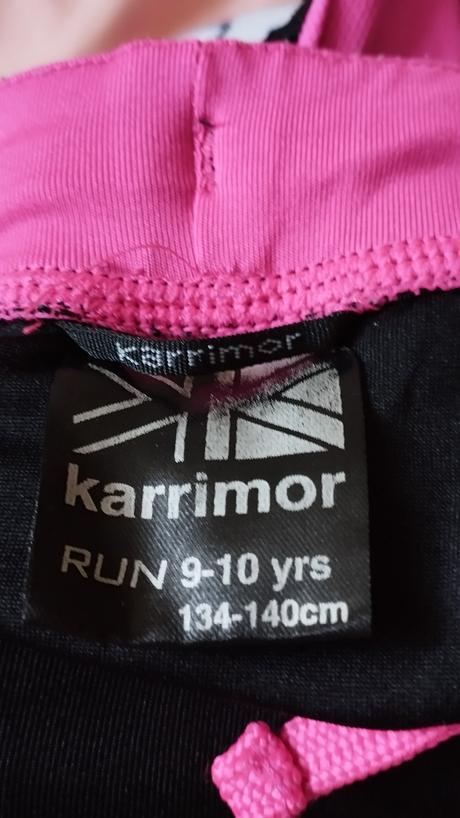 karrimor
karrimor
RUN 9-10 yrs
134-140cm